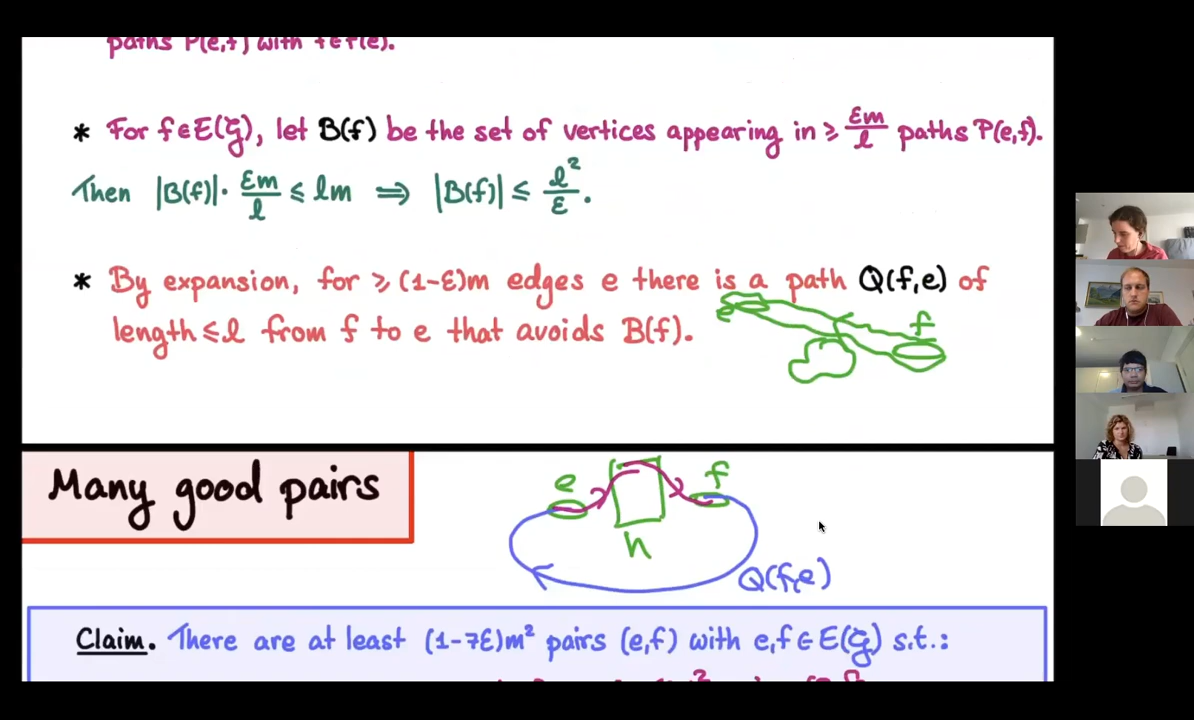 paths P(e,f) with f∈F(e).
* For f∈E(G), let B(f) be the set of vertices appearing in ≥ εm/l paths P(e,f).
Then |B(f)|· εm/l ≤ lm ⇒ |B(f)| ≤ l²/ε.
* By expansion, for ≥(1-ε)m edges e there is a path Q(f,e) of
length ≤l from f to e that avoids B(f).
e
f
Many good pairs
e
f
h
Q(f,e)
Claim. There are at least (1-7ε)m² pairs (e,f) with e,f∈E(G) s.t.: